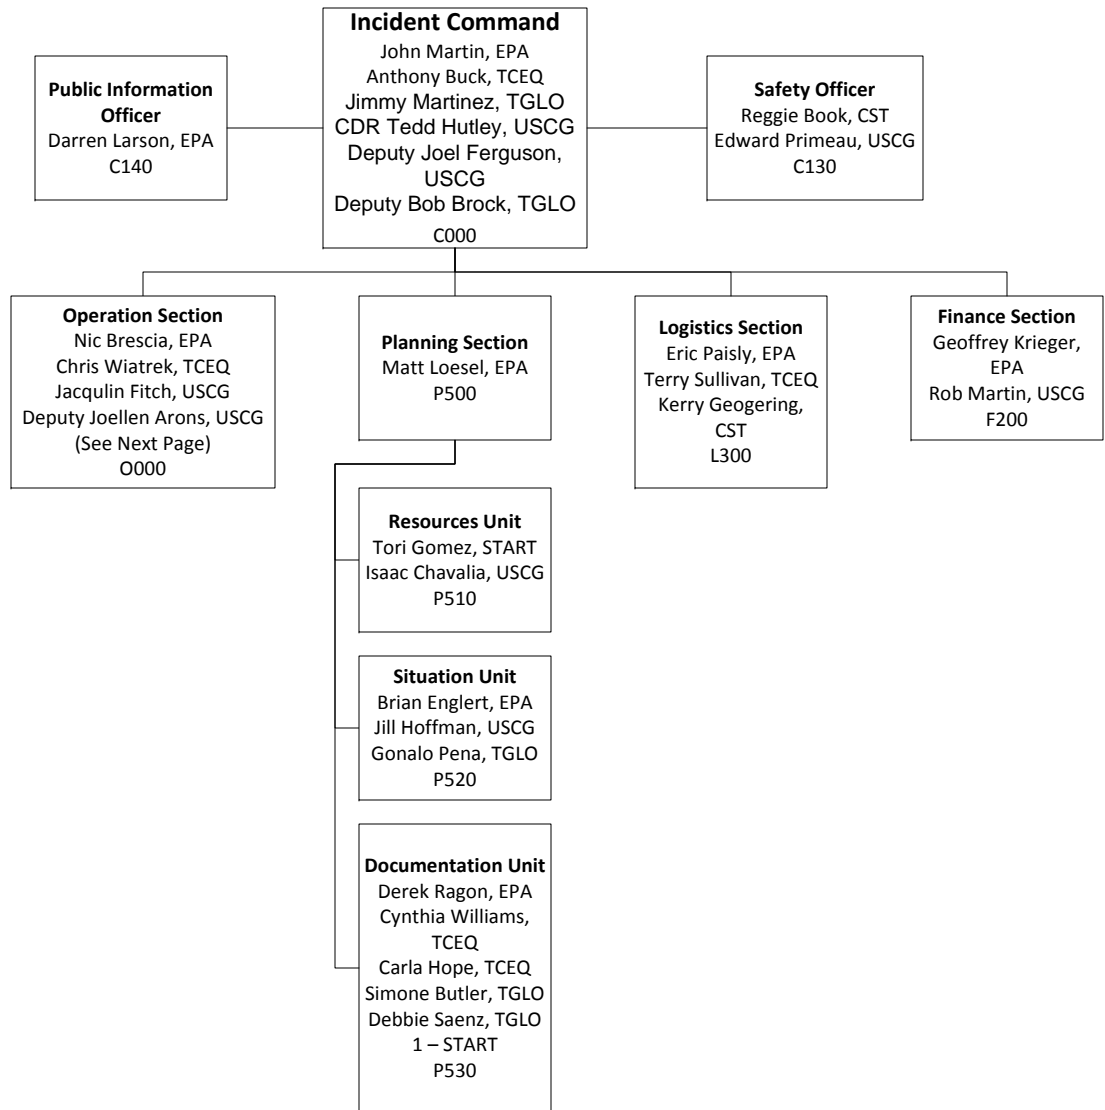 Incident Command
John Martin, EPA
Anthony Buck, TCEQ
Jimmy Martinez, TGLO
CDR Tedd Hutley, USCG
Deputy Joel Ferguson,
USCG
Deputy Bob Brock, TGLO
C000
Public Information
Officer
Darren Larson, EPA
C140
Safety Officer
Reggie Book, CST
Edward Primeau, USCG
C130
Operation Section
Nic Brescia, EPA
Chris Wiatrek, TCEQ
Jacqulin Fitch, USCG
Deputy Joellen Arons, USCG
(See Next Page)
O000
Planning Section
Matt Loesel, EPA
P500
Logistics Section
Eric Paisly, EPA
Terry Sullivan, TCEQ
Kerry Geogering,
CST
L300
Finance Section
Geoffrey Krieger,
EPA
Rob Martin, USCG
F200
Resources Unit
Tori Gomez, START
Isaac Chavalia, USCG
P510
Situation Unit
Brian Englert, EPA
Jill Hoffman, USCG
Gonalo Pena, TGLO
P520
Documentation Unit
Derek Ragon, EPA
Cynthia Williams,
TCEQ
Carla Hope, TCEQ
Simone Butler, TGLO
Debbie Saenz, TGLO
1 – START
P530